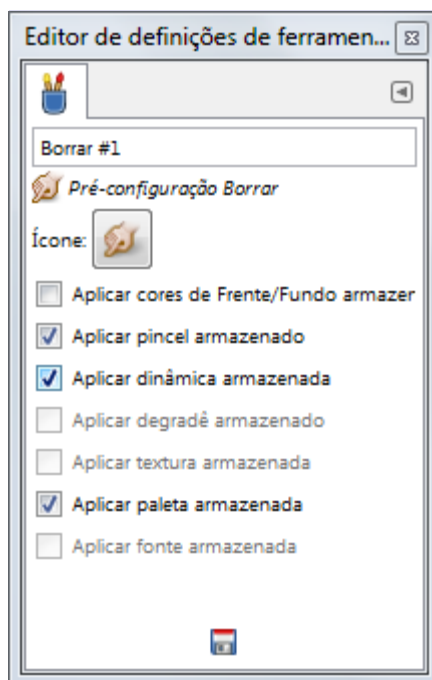 Editor de definições de ferramen...
Borrar #1
Pré-configuração Borrar
Ícone:
Aplicar cores de Frente/Fundo armazer
Aplicar pincel armazenado
Aplicar dinâmica armazenada
Aplicar degradê armazenado
Aplicar textura armazenada
Aplicar paleta armazenada
Aplicar fonte armazenada